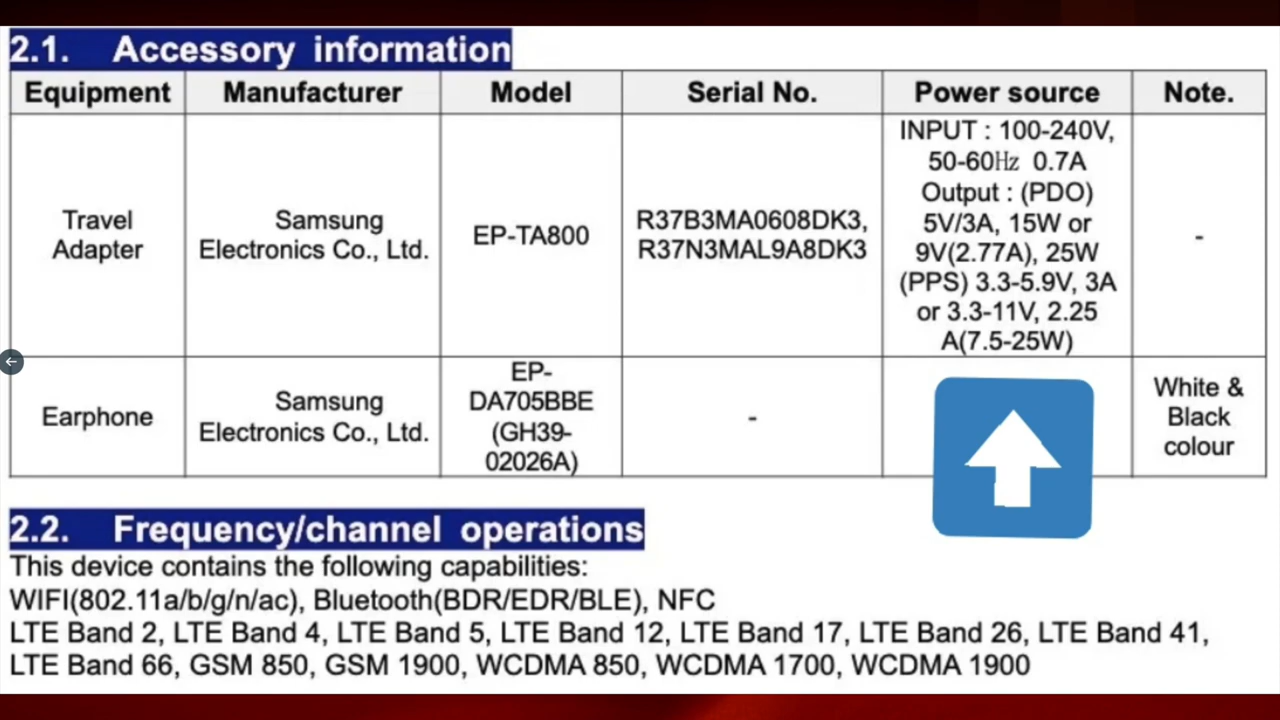 2.1. Accessory information
Equipment Manufacturer Model Serial No. Power source Note.
Travel
Adapter
Samsung
Electronics Co., Ltd.
EP-TA800
R37B3MA0608DK3,
R37N3MAL9A8DK3
INPUT : 100-240V,
50-60Hz 0.7A
Output : (PDO)
5V/3A, 15W or
9V(2.77A), 25W
(PPS) 3.3-5.9V, 3A
or 3.3-11V, 2.25
A(7.5-25W)
-
Earphone
Samsung
Electronics Co., Ltd.
EP-
DA705BBE
(GH39-
02026A)
-
White &
Black
colour
2.2. Frequency/channel operations
This device contains the following capabilities:
WIFI(802.11a/b/g/n/ac), Bluetooth(BDR/EDR/BLE), NFC
LTE Band 2, LTE Band 4, LTE Band 5, LTE Band 12, LTE Band 17, LTE Band 26, LTE Band 41,
LTE Band 66, GSM 850, GSM 1900, WCDMA 850, WCDMA 1700, WCDMA 1900